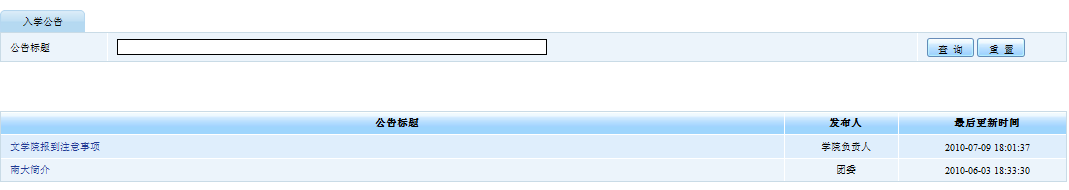 入学公告
公告标题 查 询 重 置
公告标题 发布人 最后更新时间
文学院报到注意事项 学院负责人 2010-07-09 18:01:37
南大简介 团委 2010-06-03 18:33:30